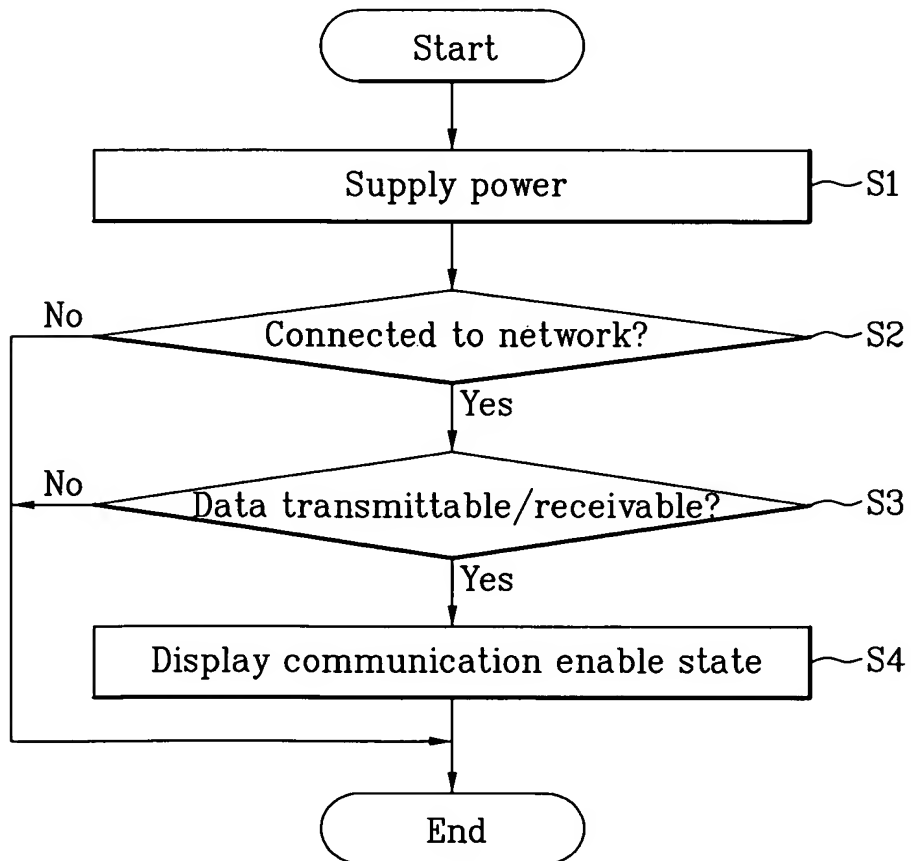 Start
Supply power
S1
No
Connected to network?
S2
Yes
No
Data transmittable/receivable?
S3
Yes
Display communication enable state
S4
End